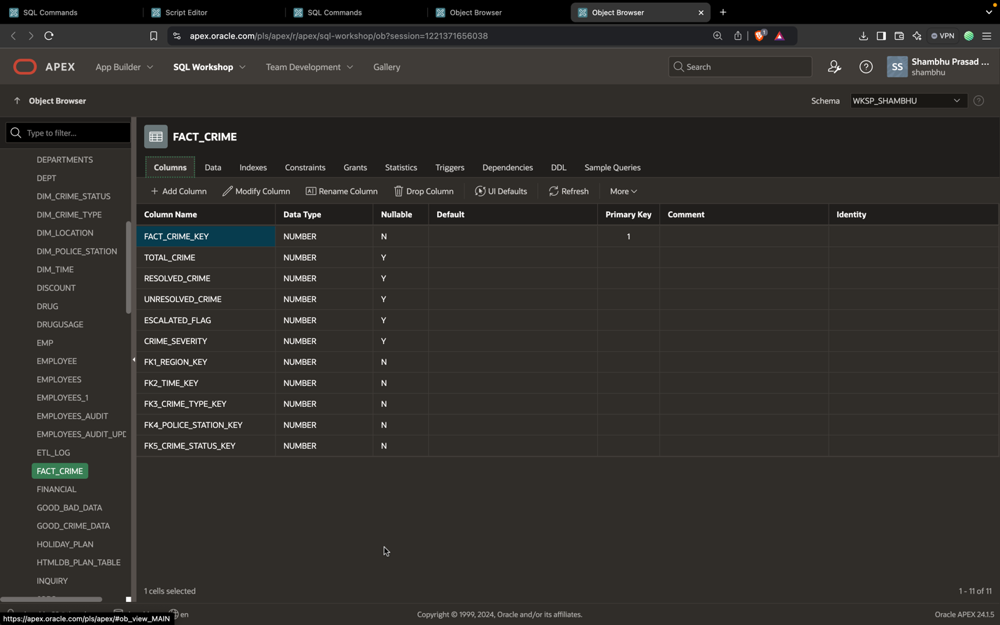 SQL Commands
Script Editor
SQL Commands
Object Browser
Object Browser
apex.oracle.com/pls/apex/r/apex/sql-workshop/ob?session=1221371656038
1
VPN
APEX
App Builder
SQL Workshop
Team Development
Gallery
Search
SS
Shambhu Prasad ...
shambhu
Object Browser
Schema
WKSP_SHAMBHU
Type to filter...
DEPARTMENTS
DEPT
DIM_CRIME_STATUS
DIM_CRIME_TYPE
DIM_LOCATION
DIM_POLICE_STATION
DIM_TIME
DISCOUNT
DRUG
DRUGUSAGE
EMP
EMPLOYEE
EMPLOYEES
EMPLOYEES_1
EMPLOYEES_AUDIT
EMPLOYEES_AUDIT_UPD
ETL_LOG
FACT_CRIME
FINANCIAL
GOOD_BAD_DATA
GOOD_CRIME_DATA
HOLIDAY_PLAN
HTMLDB_PLAN_TABLE
INQUIRY
FACT_CRIME
Columns Data Indexes Constraints Grants Statistics Triggers Dependencies DDL Sample Queries
Add Column Modify Column Rename Column Drop Column UI Defaults Refresh More
Column Name Data Type Nullable Default Primary Key Comment Identity
FACT_CRIME_KEY NUMBER N 1
TOTAL_CRIME NUMBER Y
RESOLVED_CRIME NUMBER Y
UNRESOLVED_CRIME NUMBER Y
ESCALATED_FLAG NUMBER Y
CRIME_SEVERITY NUMBER Y
FK1_REGION_KEY NUMBER N
FK2_TIME_KEY NUMBER N
FK3_CRIME_TYPE_KEY NUMBER N
FK4_POLICE_STATION_KEY NUMBER N
FK5_CRIME_STATUS_KEY NUMBER N
1 cells selected
1 - 11 of 11
en
Copyright © 1999, 2024, Oracle and/or its affiliates.
Oracle APEX 24.1.5
https://apex.oracle.com/pls/apex/#ob_view_MAIN